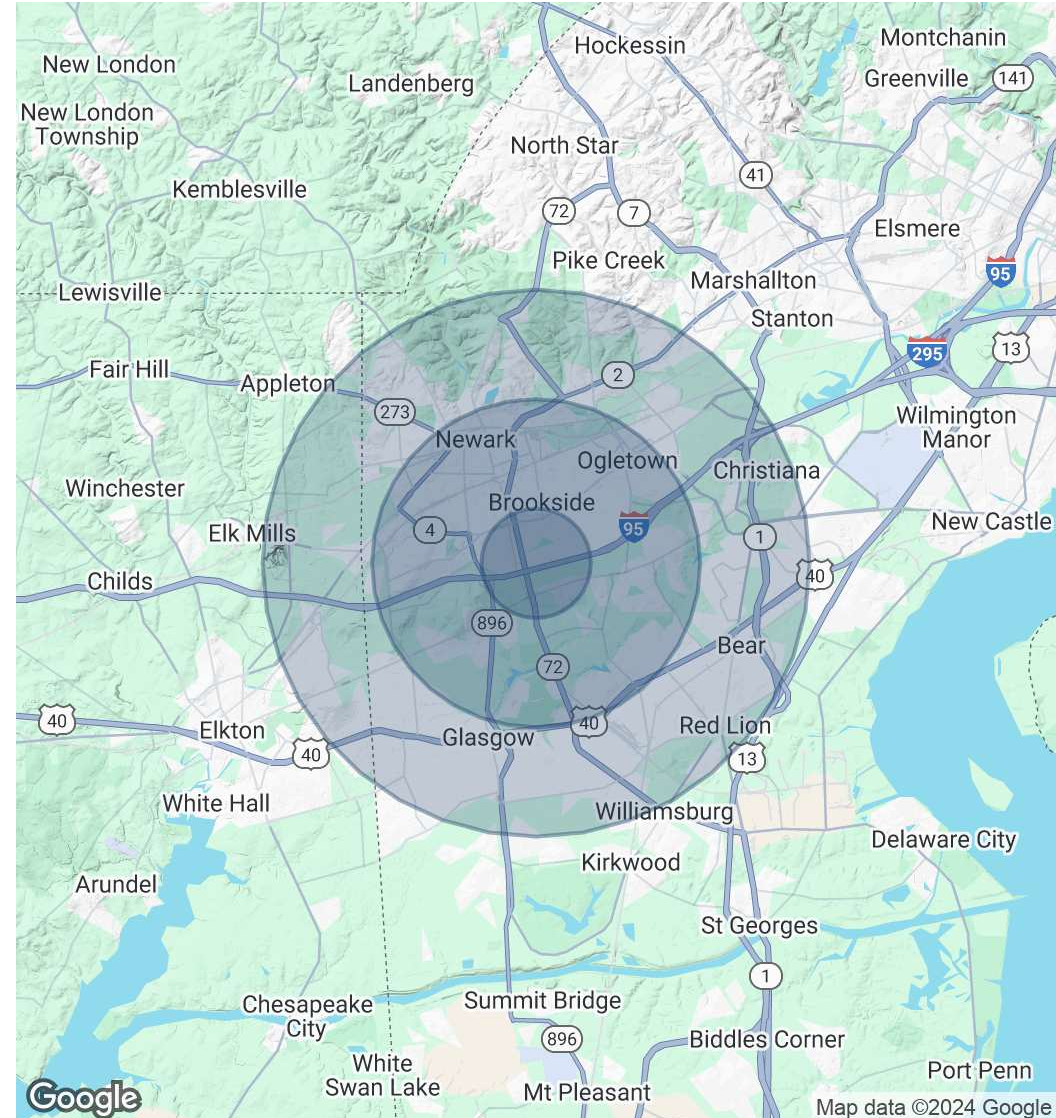 Hockessin
Montchanin
New London
Landenberg
Greenville
141
New London
Township
North Star
41
Kemblesville
72
7
Elsmere
Pike Creek
95
Marshallton
Lewisville
Stanton
295
13
Fair Hill
Appleton
2
273
Wilmington
Manor
Newark
Ogletown
Christiana
Winchester
Brookside
New Castle
Elk Mills
4
95
1
Childs
40
896
Bear
72
40
Elkton
40
Glasgow
40
Red Lion
13
White Hall
Williamsburg
Delaware City
Kirkwood
Arundel
St Georges
1
Chesapeake
City
Summit Bridge
896
Biddles Corner
White
Swan Lake
Port Penn
Mt Pleasant
Google
Map data ©2024 Google